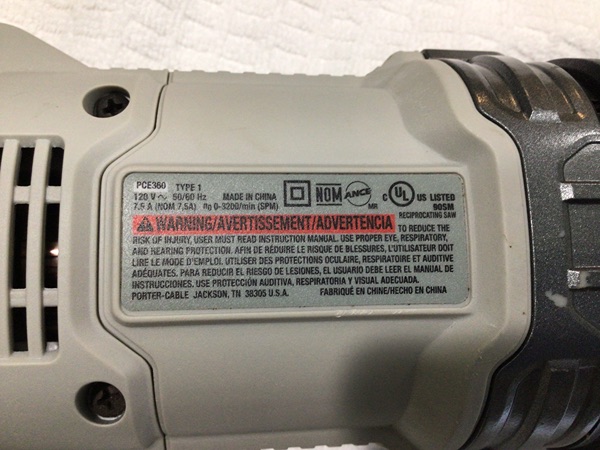 PCE360 TYPE 1
120 V ~ 50/60 Hz MADE IN CHINA NOM ANCE MR c UL US LISTED
7.5 A (NOM 7.5A) n0 0-3200/min (SPM) 90SM
RECIPROCATING SAW
WARNING/AVERTISSEMENT/ADVERTENCIA TO REDUCE THE
RISK OF INJURY, USER MUST READ INSTRUCTION MANUAL. USE PROPER EYE, RESPIRATORY,
AND HEARING PROTECTION. AFIN DE RÉDUIRE LE RISQUE DE BLESSURES, L'UTILISATEUR DOIT
LIRE LE MODE D'EMPLOI. UTILISER DES PROTECTIONS OCULAIRE, RESPIRATOIRE ET AUDITIVE
ADÉQUATES. PARA REDUCIR EL RIESGO DE LESIONES, EL USUARIO DEBE LEER EL MANUAL DE
INSTRUCCIONES. USE PROTECCIÓN AUDITIVA, RESPIRATORIA Y VISUAL ADECUADA.
PORTER-CABLE JACKSON, TN 38305 U.S.A. FABRIQUÉ EN CHINE/HECHO EN CHINA